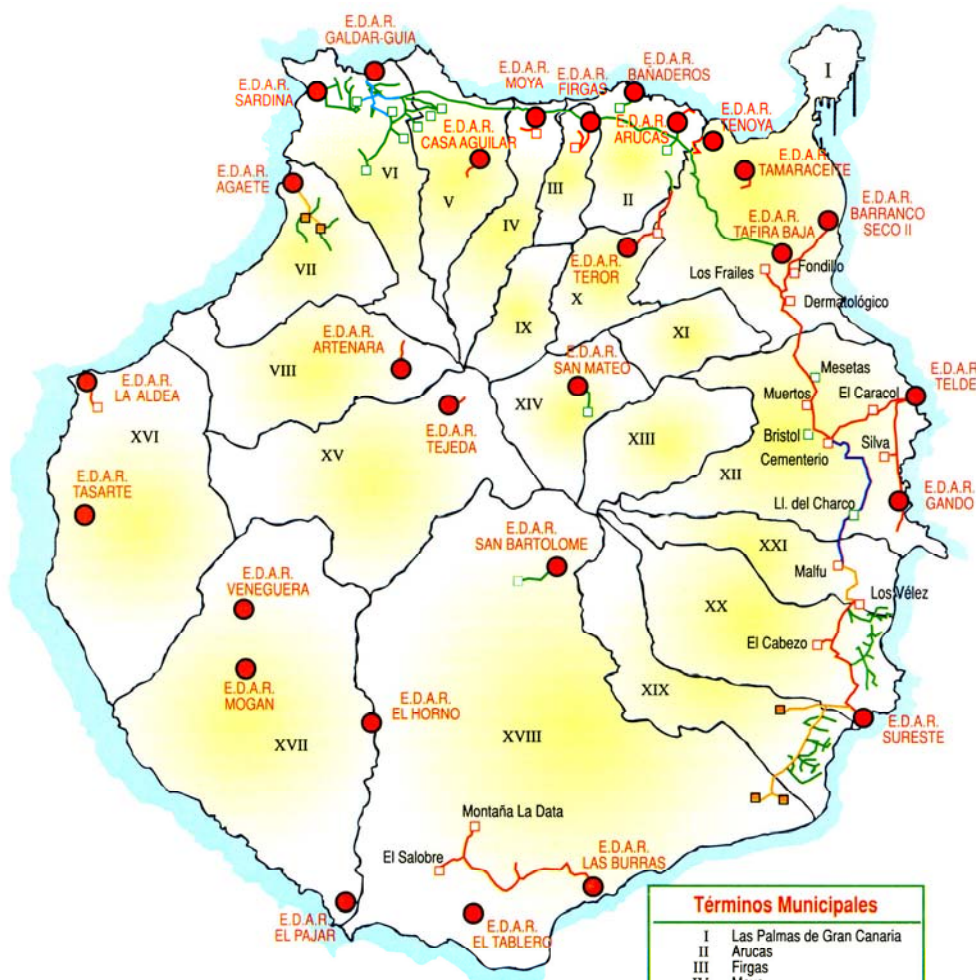 E.D.A.R.
GALDAR-GUIA
I
E.D.A.R.
SARDINA
E.D.A.R.
MOYA
E.D.A.R.
FIRGAS
E.D.A.R.
BAÑADEROS
E.D.A.R.
CASA AGUILAR
E.D.A.R.
ARUCAS
E.D.A.R.
TENOYA
E.D.A.R.
TAMARACEITE
E.D.A.R.
AGAETE
VI
V
IV
III
II
E.D.A.R.
TAFIRA BAJA
E.D.A.R.
BARRANCO
SECO II
VII
E.D.A.R.
TEROR
X
IX
Los Frailes
Fondillo
Dermatológico
E.D.A.R.
ARTENARA
VIII
XI
E.D.A.R.
SAN MATEO
XIV
Mesetas
Muertos
El Caracol
E.D.A.R.
TELDE
E.D.A.R.
LA ALDEA
XVI
E.D.A.R.
TEJEDA
XV
XIII
Bristol
Cementerio
Silva
XII
E.D.A.R.
TASARTE
E.D.A.R.
GANDO
Ll. del Charco
E.D.A.R.
SAN BARTOLOME
XXI
Malfu
E.D.A.R.
VENEGUERA
Los Vélez
XX
El Cabezo
E.D.A.R.
MOGAN
XVII
E.D.A.R.
EL HORNO
XVIII
XIX
E.D.A.R.
SURESTE
Montaña La Data
El Salobre
E.D.A.R.
LAS BURRAS
E.D.A.R.
EL PAJAR
E.D.A.R.
EL TABLERO
Términos Municipales
I Las Palmas de Gran Canaria
II Arucas
III Firgas